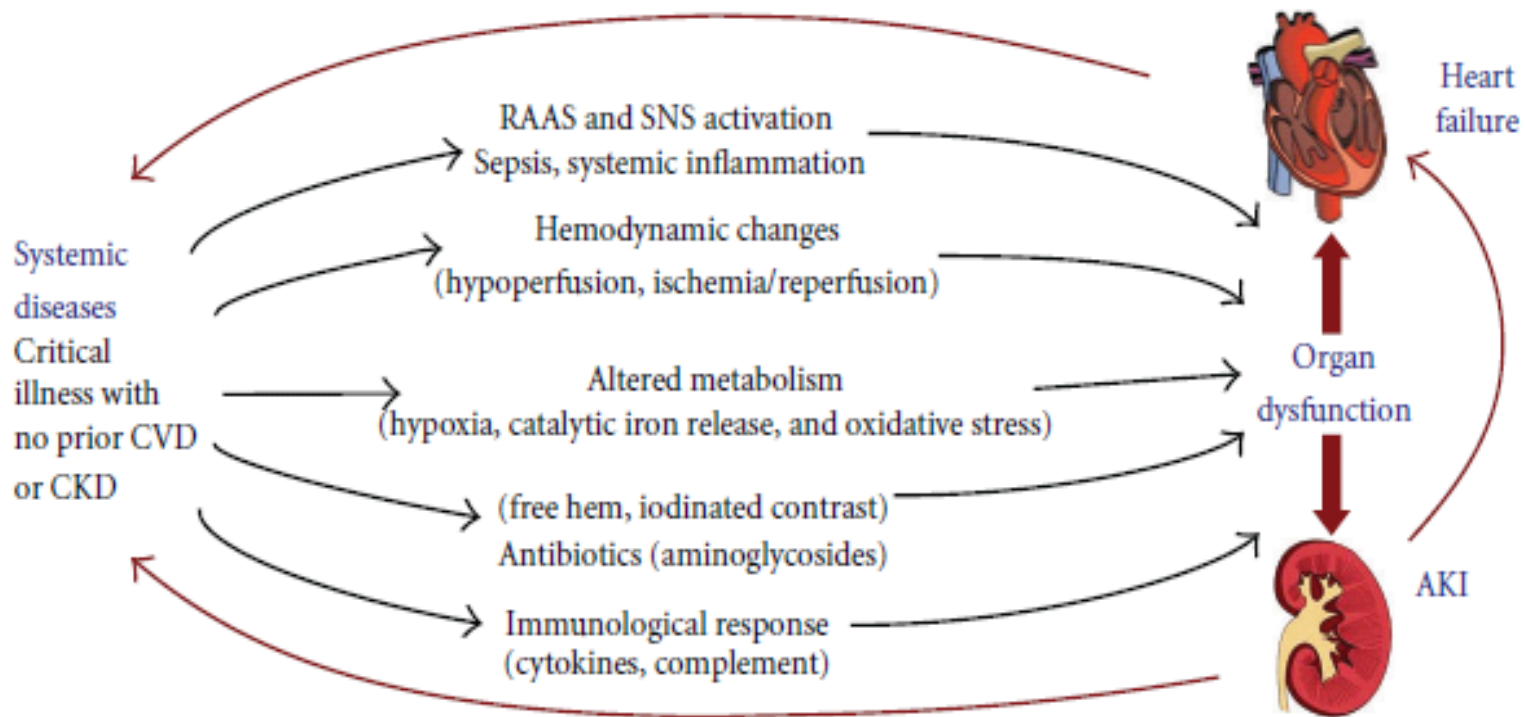 Systemic
diseases
Critical
illness with
no prior CVD
or CKD
RAAS and SNS activation
Sepsis, systemic inflammation
Hemodynamic changes
(hypoperfusion, ischemia/reperfusion)
Altered metabolism
(hypoxia, catalytic iron release, and oxidative stress)
(free hem, iodinated contrast)
Antibiotics (aminoglycosides)
Immunological response
(cytokines, complement)
Heart
failure
Organ
dysfunction
AKI